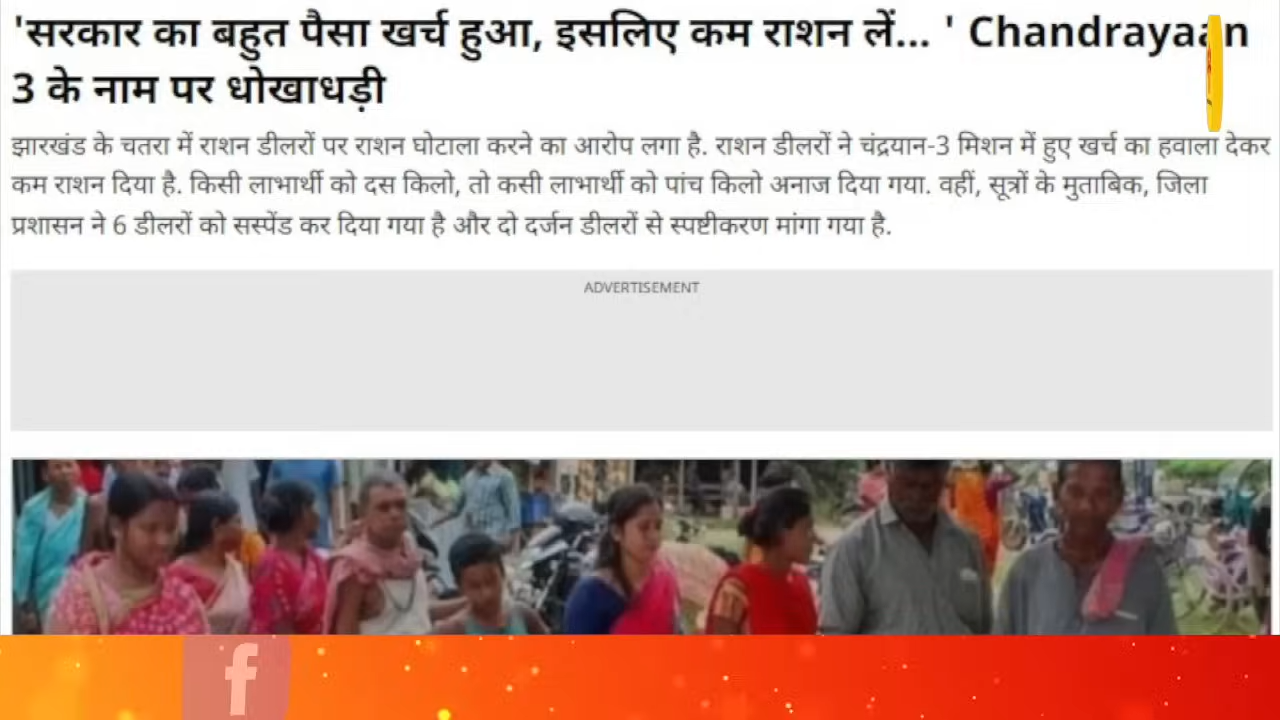 'सरकार का बहुत पैसा खर्च हुआ, इसलिए कम राशन लें... ' Chandrayaan
3 के नाम पर धोखाधड़ी
झारखंड के चतरा में राशन डीलरों पर राशन घोटाला करने का आरोप लगा है. राशन डीलरों ने चंद्रयान-3 मिशन में हुए खर्च का हवाला देकर
कम राशन दिया है. किसी लाभार्थी को दस किलो, तो कसी लाभार्थी को पांच किलो अनाज दिया गया. वहीं, सूत्रों के मुताबिक, जिला
प्रशासन ने 6 डीलरों को सस्पेंड कर दिया गया है और दो दर्जन डीलरों से स्पष्टीकरण मांगा गया है.
ADVERTISEMENT
f